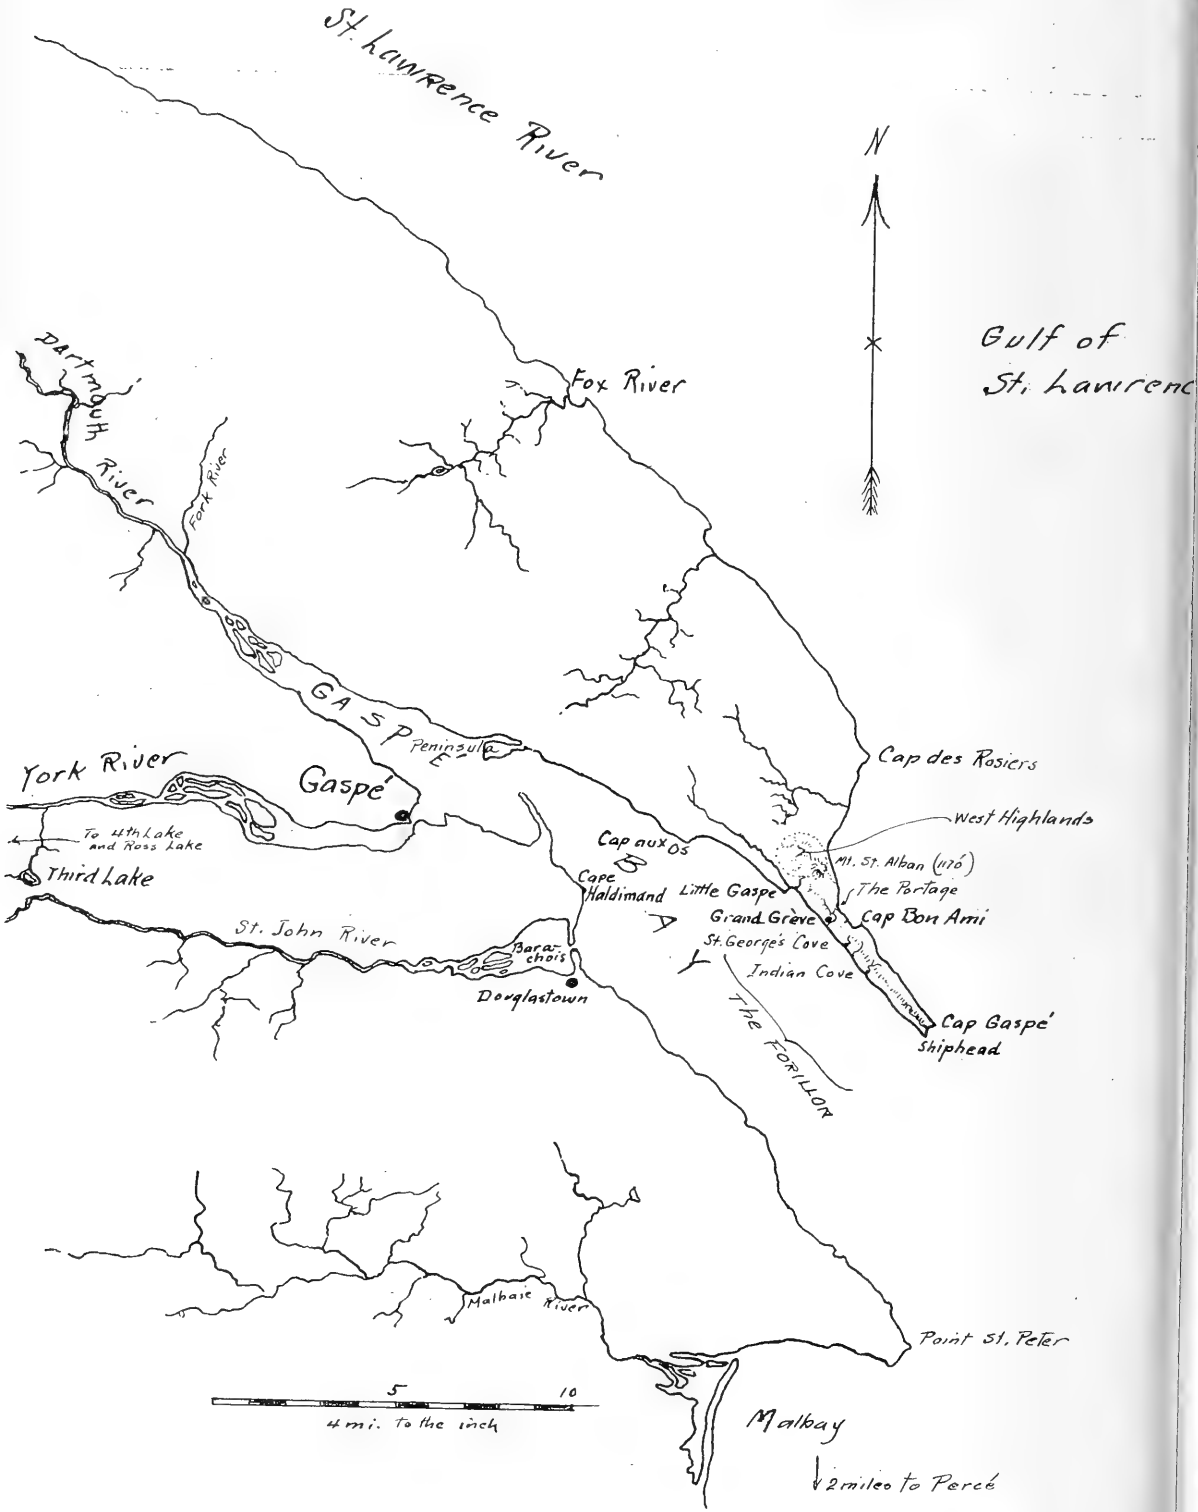 St. Lawrence River
N
Gulf of
St. Lawrenc
Dartmouth River
Fox River
Fork River
GASPÉ
Peninsula
BAY
York River
Gaspé
Cap des Rosiers
West Highlands
To 4th Lake
and Ross Lake
Third Lake
Cap aux Os
Mt. St. Alban (1170')
Cape
Haldimand
Little Gaspe
The Portage
Grand Grève
Cap Bon Ami
St. John River
St. George's Cove
Bara-
chois
Indian Cove
Douglastown
The FORILLON
Cap Gaspé
Shiphead
Malbaie River
Point St. Peter
5 10
4 mi. to the inch
Malbay
2 miles to Percé